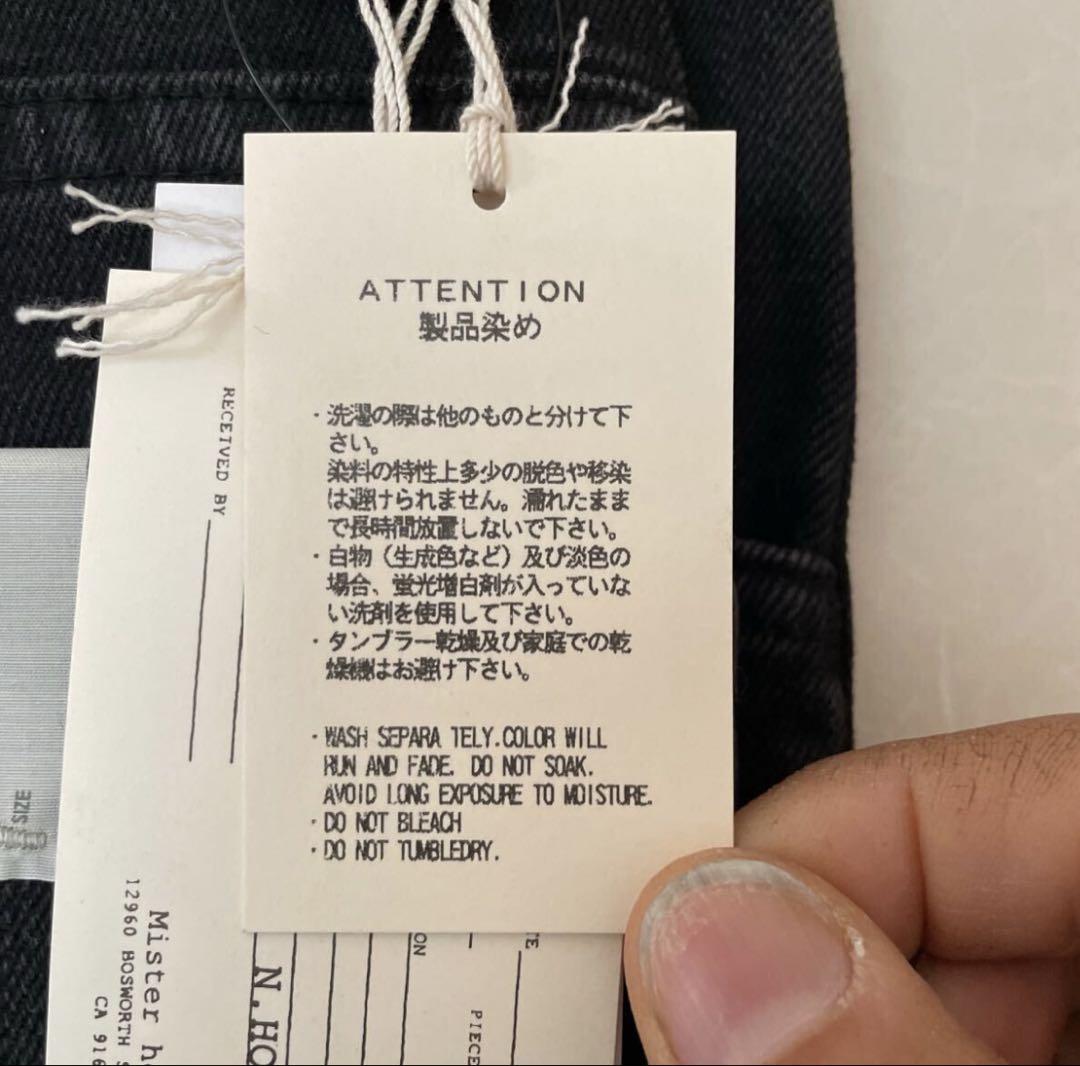 ATTENTION
製品染め
・洗濯の際は他のものと分けて下
さい。
染料の特性上多少の脱色や移染
は避けられません。濡れたまま
で長時間放置しないで下さい。
・白物（生成色など）及び淡色の
場合、蛍光増白剤が入っていな
い洗剤を使用して下さい。
・タンブラー乾燥及び家庭での乾
燥機はお避け下さい。
・WASH SEPARA TELY.COLOR WILL
RUN AND FADE. DO NOT SOAK.
AVOID LONG EXPOSURE TO MOISTURE.
・DO NOT BLEACH
・DO NOT TUMBLEDRY.
RECEIVED BY
SIZE
Mister h
12960 BOSWORTH S
CA 916
N.HO
ON
PIECE
TE